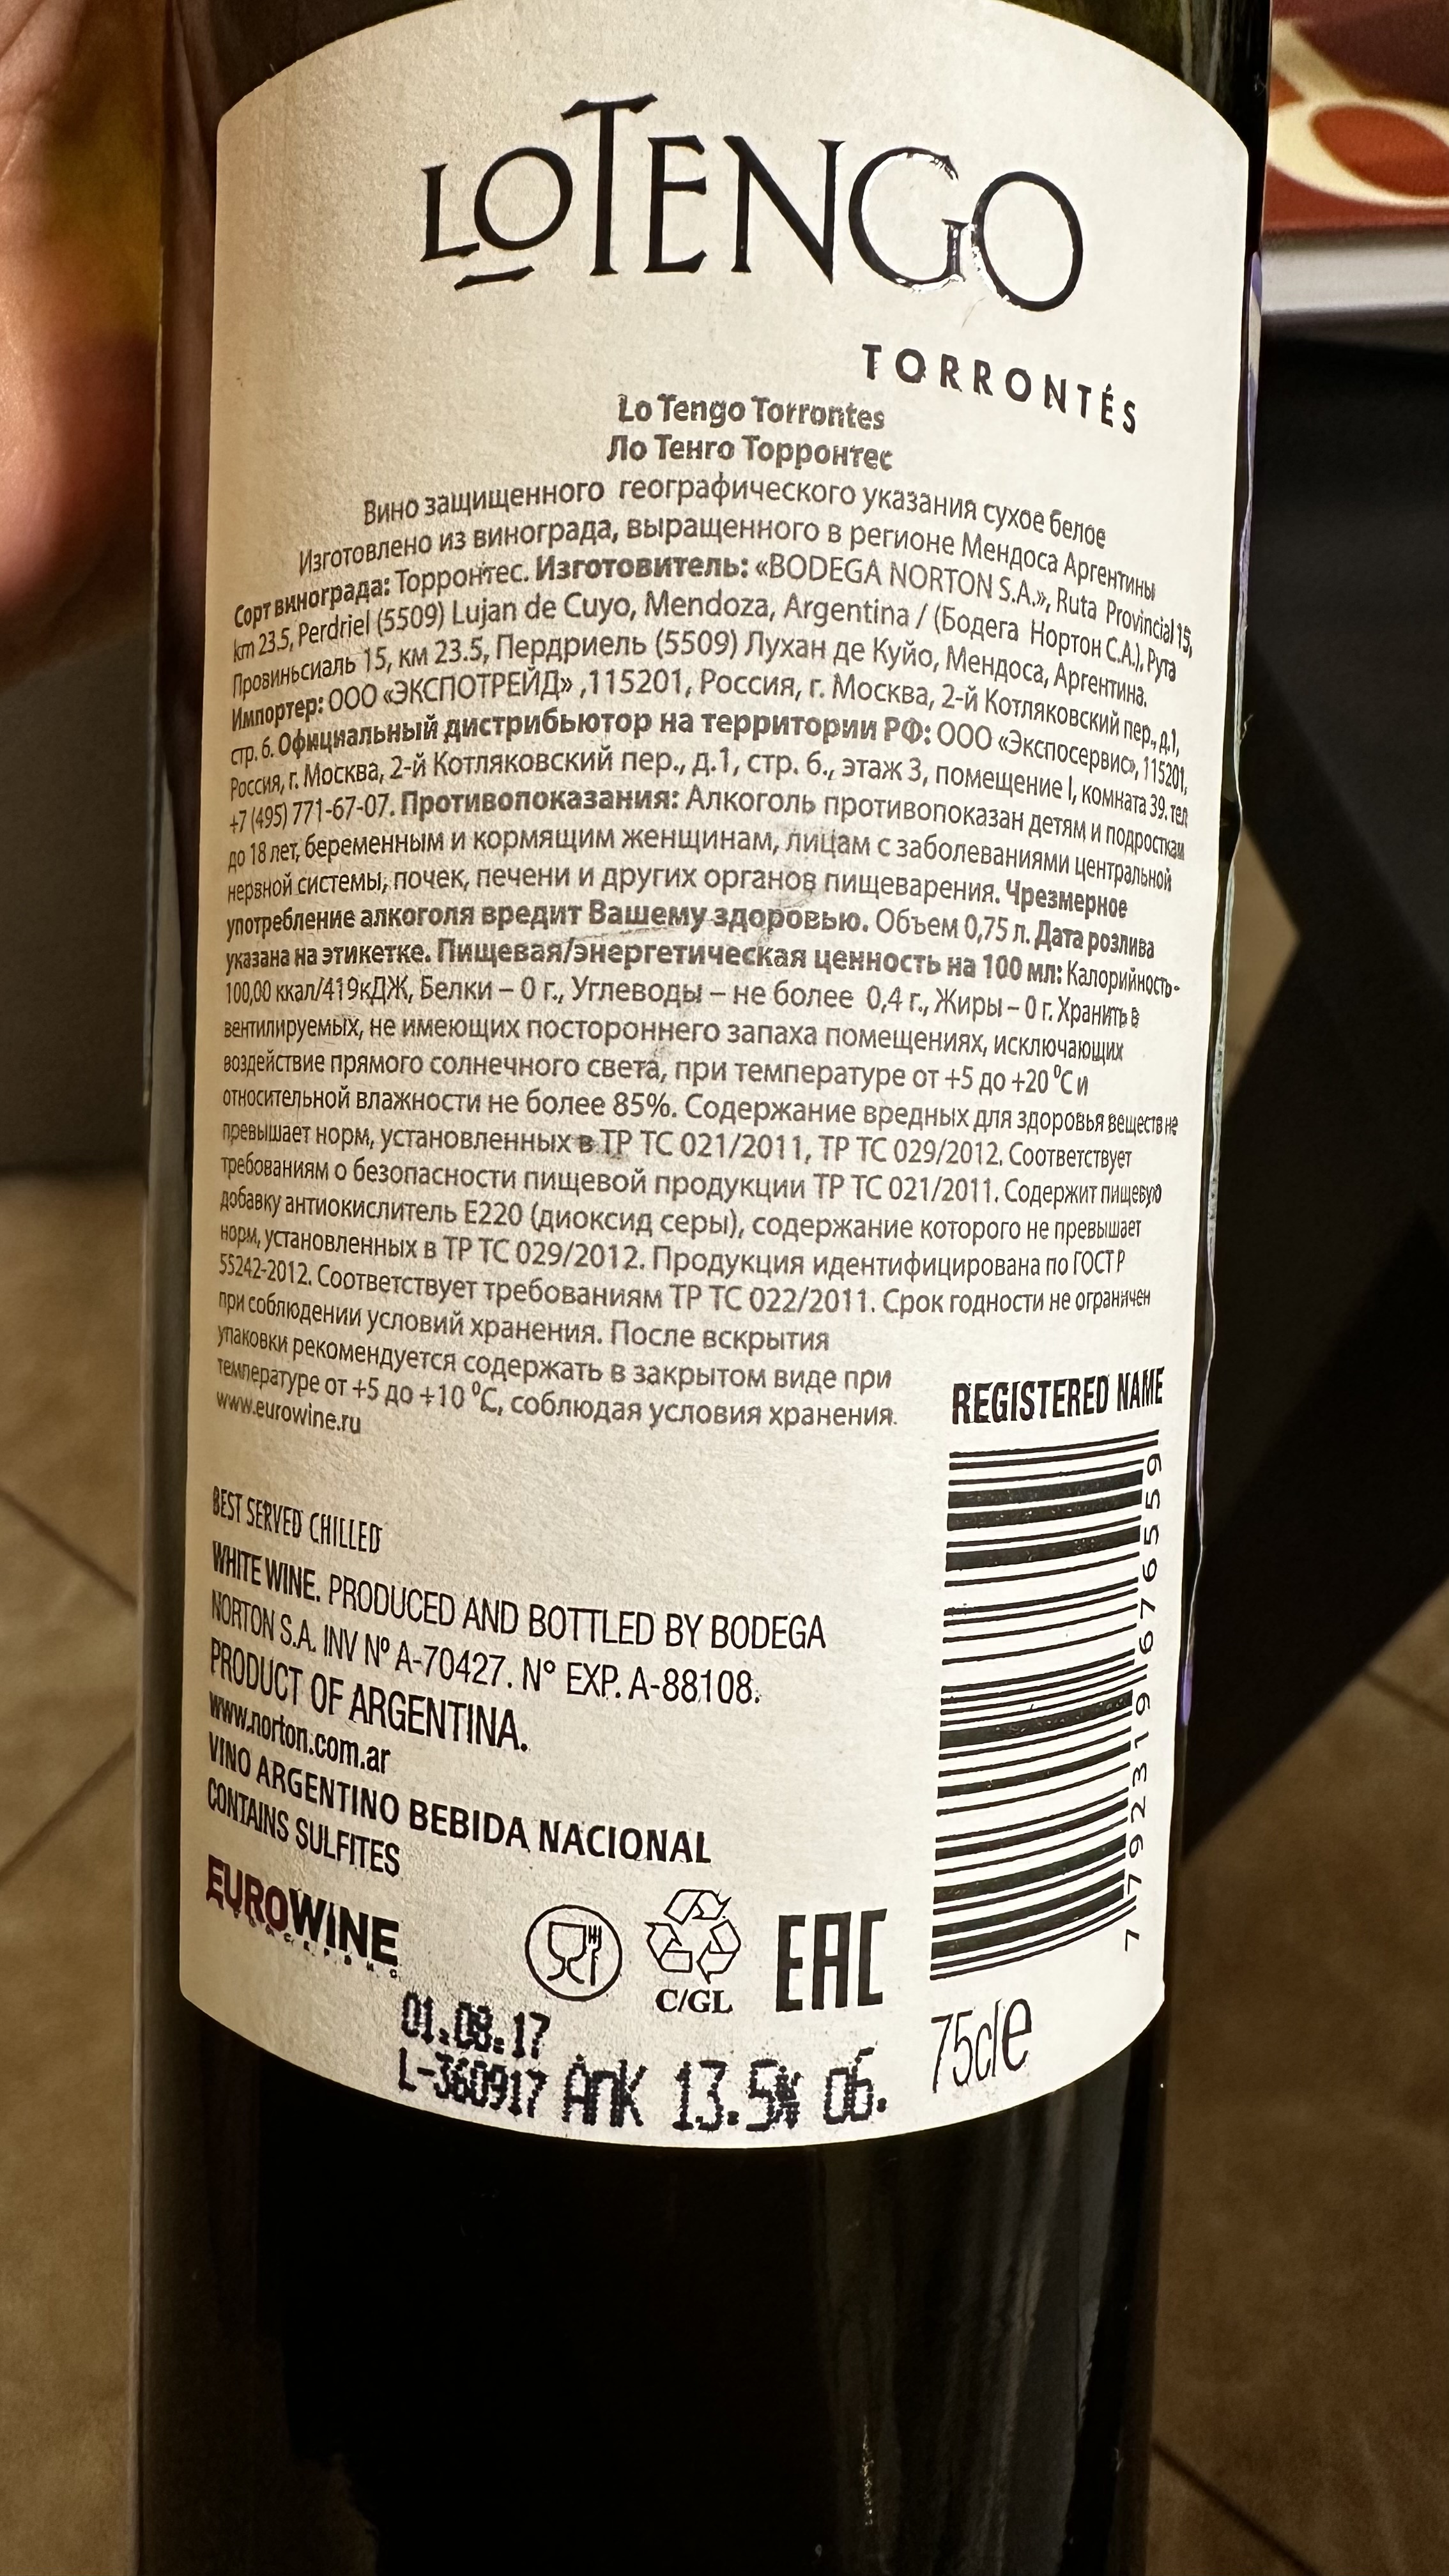 LO TENGO
TORRONTÉS
Lo Tengo Torrontes
Ло Тенго Торронтес
Вино защищенного географического указания сухое белое
Изготовлено из винограда, выращенного в регионе Мендоса Аргентины
Сорт винограда: Торронтес. Изготовитель: «BODEGA NORTON S.A.», Ruta Provincial 15,
km 23.5, Perdriel (5509) Lujan de Cuyo, Mendoza, Argentina / (Бодега Нортон С.А.), Рута
Провиньсиаль 15, км 23.5, Пердриель (5509) Лухан де Куйо, Мендоса, Аргентина.
Импортер: ООО «ЭКСПОТРЕЙД» ,115201, Россия, г. Москва, 2-й Котляковский пер., д.1,
стр. 6. Официальный дистрибьютор на территории РФ: ООО «Экспосервис», 115201,
Россия, г. Москва, 2-й Котляковский пер., д.1, стр. 6., этаж 3, помещение I, комната 39. тел
+7 (495) 771-67-07. Противопоказания: Алкоголь противопоказан детям и подросткам
до 18 лет, беременным и кормящим женщинам, лицам с заболеваниями центральной
нервной системы, почек, печени и других органов пищеварения. Чрезмерное
употребление алкоголя вредит Вашему здоровью. Объем 0,75 л. Дата розлива
указана на этикетке. Пищевая/энергетическая ценность на 100 мл: Калорийность-
100,00 ккал/419кДЖ, Белки – 0 г., Углеводы – не более 0,4 г., Жиры – 0 г. Хранить в
вентилируемых, не имеющих постороннего запаха помещениях, исключающих
воздействие прямого солнечного света, при температуре от +5 до +20 ⁰С и
относительной влажности не более 85%. Содержание вредных для здоровья веществ не
превышает норм, установленных в ТР ТС 021/2011, ТР ТС 029/2012. Соответствует
требованиям о безопасности пищевой продукции ТР ТС 021/2011. Содержит пищевую
добавку антиокислитель Е220 (диоксид серы), содержание которого не превышает
норм, установленных в ТР ТС 029/2012. Продукция идентифицирована по ГОСТ Р
55242-2012. Соответствует требованиям ТР ТС 022/2011. Срок годности не ограничен
при соблюдении условий хранения. После вскрытия
упаковки рекомендуется содержать в закрытом виде при
температуре от +5 до +10 ⁰С, соблюдая условия хранения.
www.eurowine.ru
REGISTERED NAME
7 792319 676559
BEST SERVED CHILLED
WHITE WINE. PRODUCED AND BOTTLED BY BODEGA
NORTON S.A. INV Nº A-70427. N° EXP. A-88108.
PRODUCT OF ARGENTINA.
www.norton.com.ar
VINO ARGENTINO BEBIDA NACIONAL
CONTAINS SULFITES
EUROWINE
ЭКСПОСЕРВИС
C/GL
EAC
01.08.17
L-360917 Алк 13.5% об.
75cl e